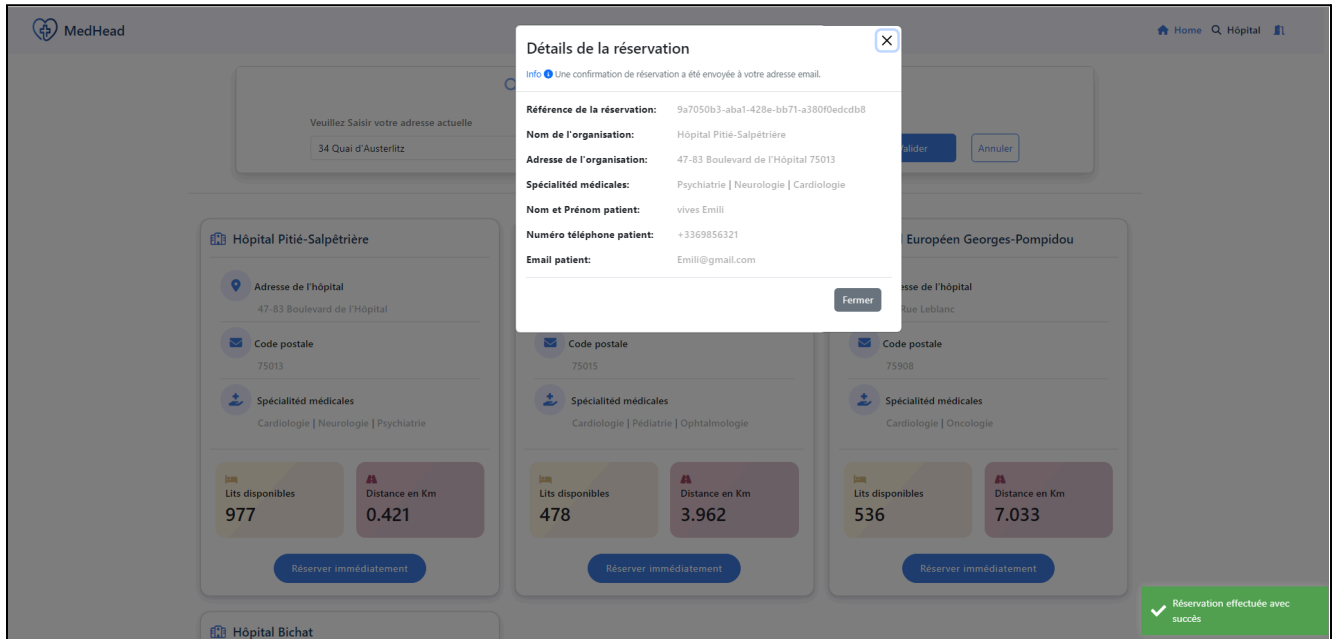 MedHead
Home
Hôpital
Détails de la réservation
Info Une confirmation de réservation a été envoyée à votre adresse email.
Référence de la réservation: 9a7050b3-aba1-428e-bb71-a380f0edcdb8
Nom de l'organisation: Hôpital Pitié-Salpêtrière
Adresse de l'organisation: 47-83 Boulevard de l'Hôpital 75013
Spécialitéd médicales: Psychiatrie | Neurologie | Cardiologie
Nom et Prénom patient: vives Emili
Numéro téléphone patient: +3369856321
Email patient: Emili@gmail.com
Fermer
Veuillez Saisir votre adresse actuelle
34 Quai d'Austerlitz
Valider
Annuler
Hôpital Pitié-Salpêtrière
Adresse de l'hôpital
47-83 Boulevard de l'Hôpital
Code postale
75013
Spécialitéd médicales
Cardiologie | Neurologie | Psychiatrie
Lits disponibles
977
Distance en Km
0.421
Réserver immédiatement
Code postale
75015
Spécialitéd médicales
Cardiologie | Pédiatrie | Ophtalmologie
Lits disponibles
478
Distance en Km
3.962
Réserver immédiatement
Européen Georges-Pompidou
esse de l'hôpital
Rue Leblanc
Code postale
75908
Spécialitéd médicales
Cardiologie | Oncologie
Lits disponibles
536
Distance en Km
7.033
Réserver immédiatement
Hôpital Bichat
Réservation effectuée avec
succès